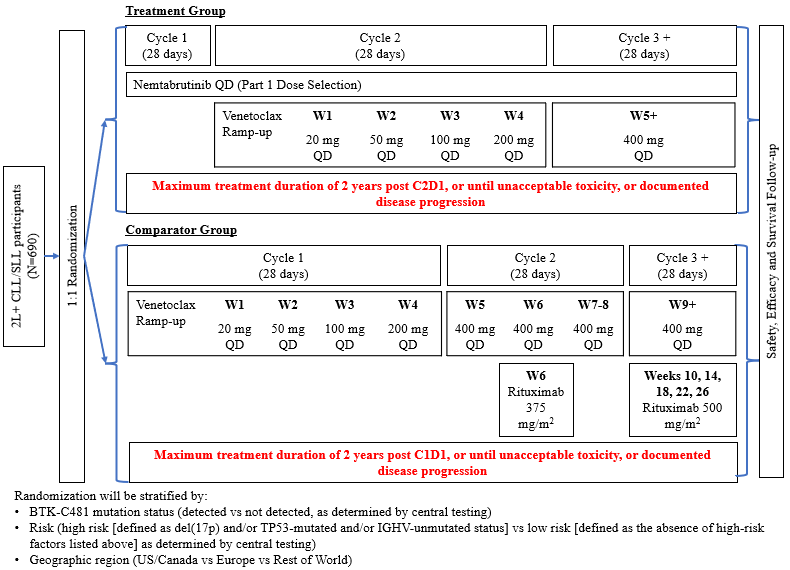 Treatment Group
Cycle 1
(28 days)
Cycle 2
(28 days)
Cycle 3 +
(28 days)
Nemtabrutinib QD (Part 1 Dose Selection)
Venetoclax
Ramp-up
W1
20 mg
QD
W2
50 mg
QD
W3
100 mg
QD
W4
200 mg
QD
W5+
400 mg
QD
Maximum treatment duration of 2 years post C2D1, or until unacceptable toxicity, or documented
disease progression
2L+ CLL/SLL participants
(N=690)
1:1 Randomization
Comparator Group
Cycle 1
(28 days)
Cycle 2
(28 days)
Cycle 3 +
(28 days)
Venetoclax
Ramp-up
W1
20 mg
QD
W2
50 mg
QD
W3
100 mg
QD
W4
200 mg
QD
W5
400 mg
QD
W6
400 mg
QD
W7-8
400 mg
QD
W9+
400 mg
QD
W6
Rituximab
375
mg/m²
Weeks 10, 14,
18, 22, 26
Rituximab 500
mg/m²
Maximum treatment duration of 2 years post C1D1, or until unacceptable toxicity, or documented
disease progression
Safety, Efficacy and Survival Follow-up
Randomization will be stratified by:
• BTK-C481 mutation status (detected vs not detected, as determined by central testing)
• Risk (high risk [defined as del(17p) and/or TP53-mutated and/or IGHV-unmutated status] vs low risk [defined as the absence of high-risk
factors listed above] as determined by central testing)
• Geographic region (US/Canada vs Europe vs Rest of World)